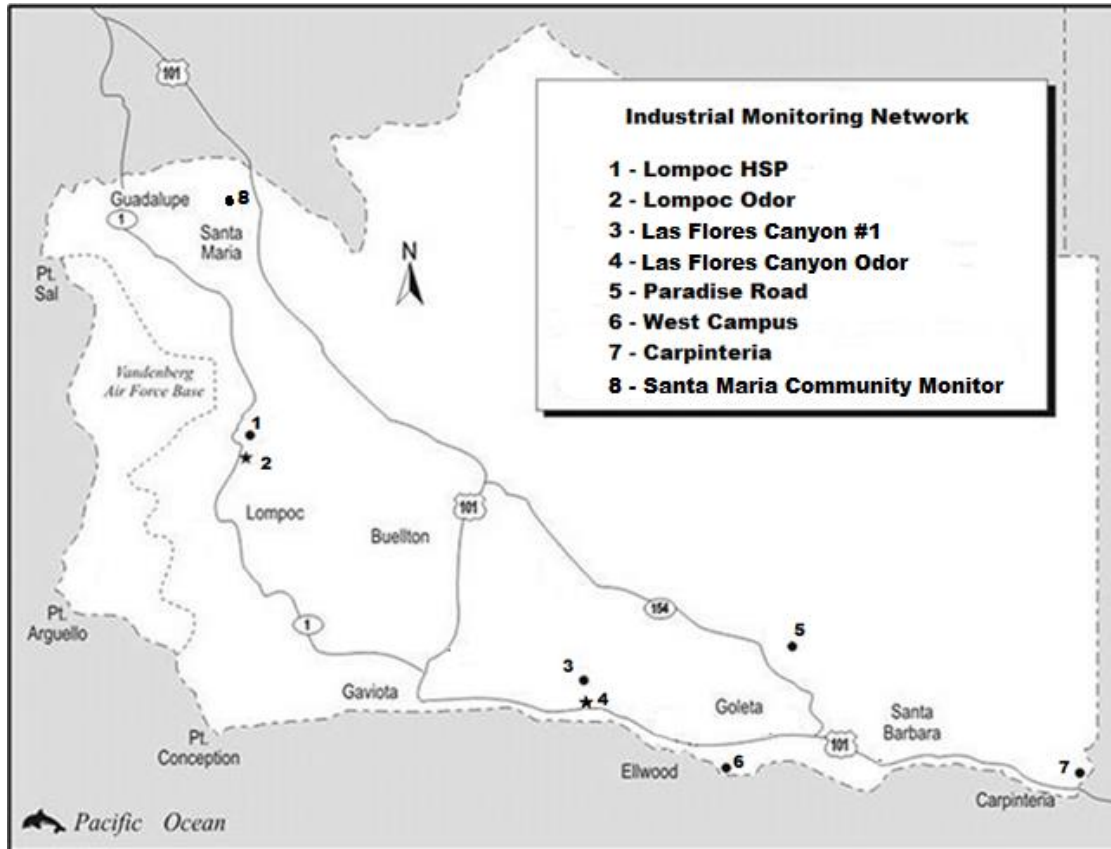 101
Industrial Monitoring Network
1 - Lompoc HSP
2 - Lompoc Odor
3 - Las Flores Canyon #1
4 - Las Flores Canyon Odor
5 - Paradise Road
6 - West Campus
7 - Carpinteria
8 - Santa Maria Community Monitor
Guadalupe
8
1
Santa
Maria
N
Pt.
Sal
Vandenberg
Air Force Base
1
2
Lompoc
101
Buellton
154
Pt.
Arguello
1
5
3
Gaviota
4
Goleta
Santa
Barbara
Pt.
Conception
101
Ellwood
6
7
Carpinteria
Pacific Ocean